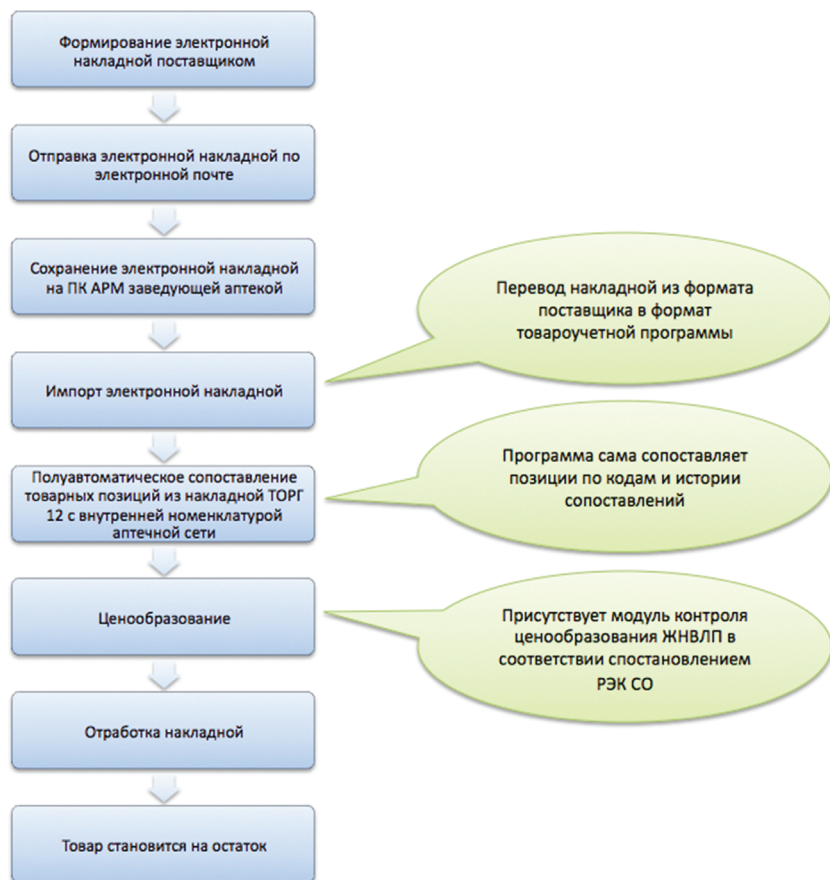 Формирование электронной
накладной поставщиком
Отправка электронной накладной по
электронной почте
Сохранение электронной накладной
на ПК АРМ заведующей аптекой
Перевод накладной из формата
поставщика в формат
товароучетной программы
Импорт электронной накладной
Полуавтоматическое сопоставление
товарных позиций из накладной ТОРГ
12 с внутренней номенклатурой
аптечной сети
Программа сама сопоставляет
позиции по кодам и истории
сопоставлений
Ценообразование
Присутствует модуль контроля
ценообразования ЖНВЛП в
соответствии спостановлением
РЭК СО
Отработка накладной
Товар становится на остаток